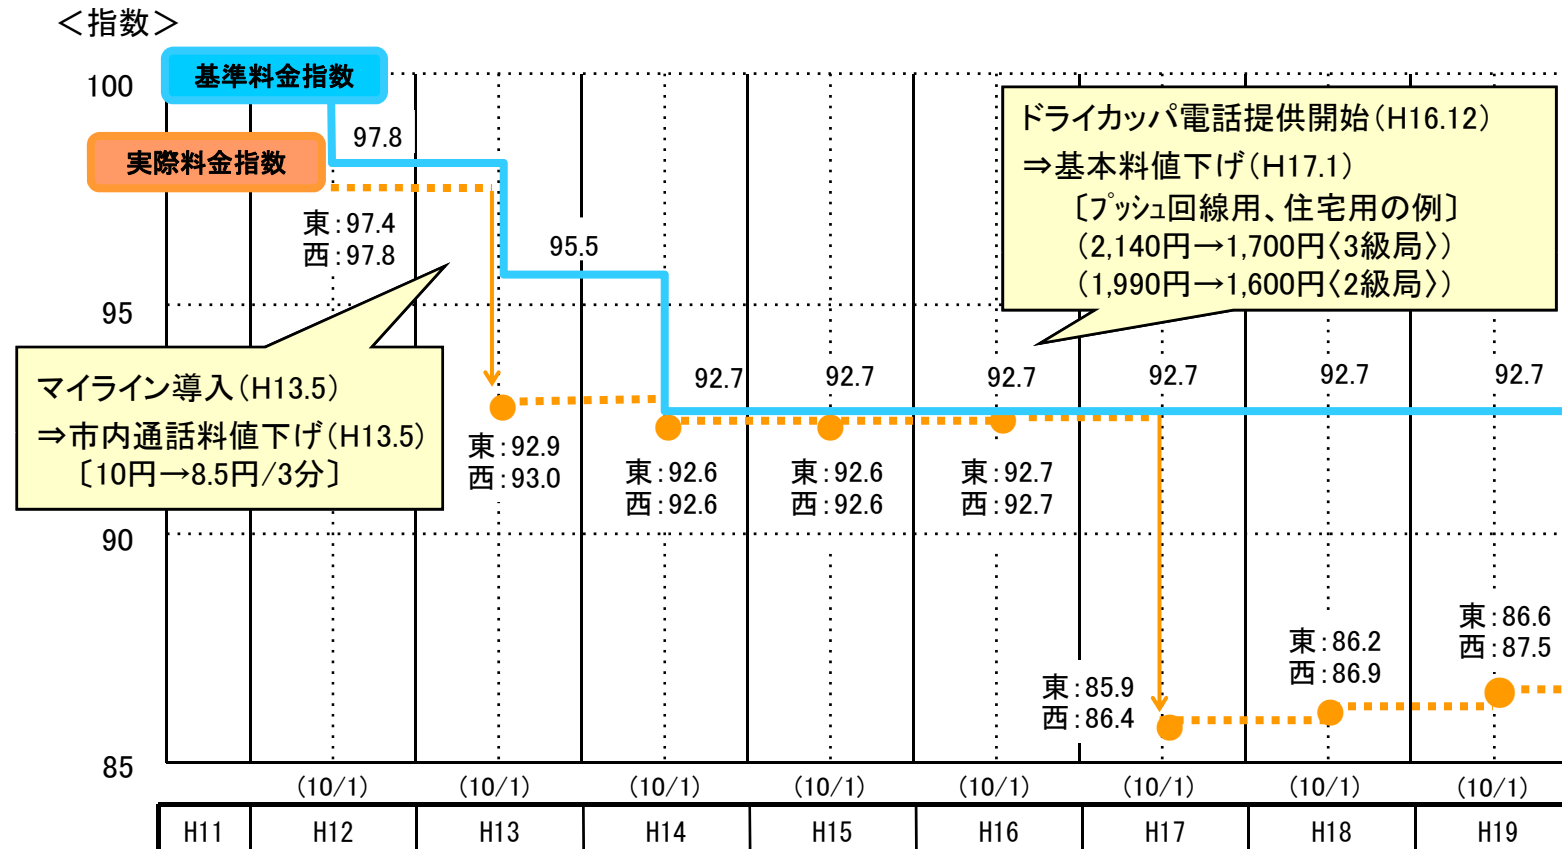 ＜指数＞
100
基準料金指数
97.8
実際料金指数
東：97.4
西：97.8
95.5
ドライカッパ電話提供開始（H16.12）
⇒基本料値下げ（H17.1）
〔プッシュ回線用、住宅用の例〕
（2,140円→1,700円〈3級局〉）
（1,990円→1,600円〈2級局〉）
95
マイライン導入（H13.5）
⇒市内通話料値下げ（H13.5）
〔10円→8.5円/3分〕
92.7
92.7
92.7
92.7
92.7
92.7
東：92.9
西：93.0
東：92.6
西：92.6
東：92.6
西：92.6
東：92.7
西：92.7
90
東：85.9
西：86.4
東：86.2
西：86.9
東：86.6
西：87.5
85
(10/1) (10/1) (10/1) (10/1) (10/1) (10/1) (10/1) (10/1)
H11 H12 H13 H14 H15 H16 H17 H18 H19